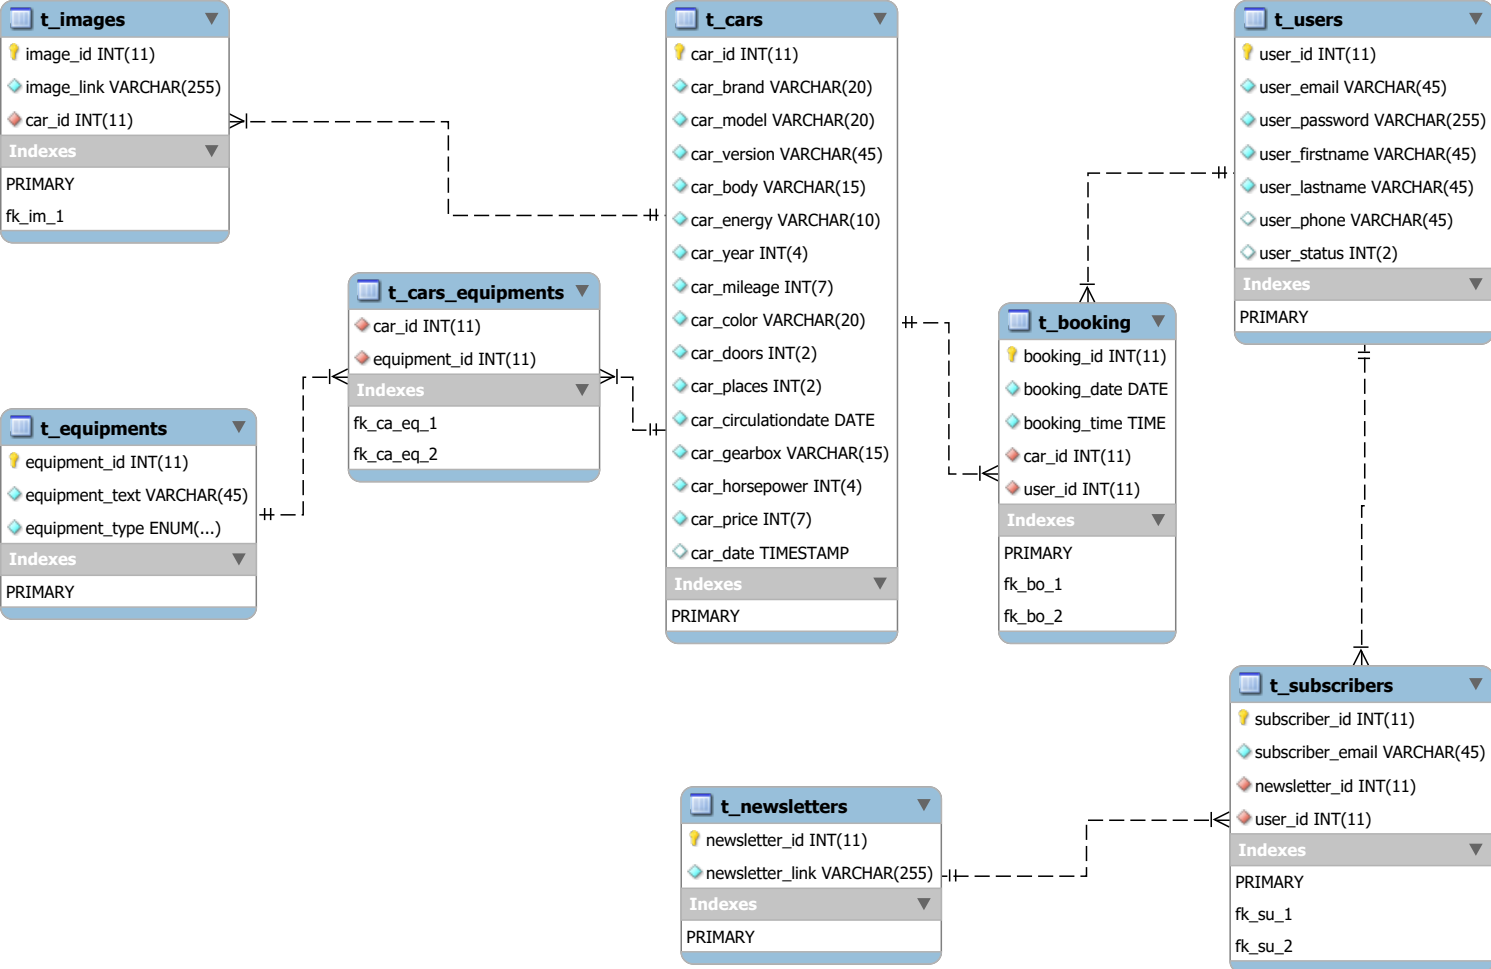 t_images
image_id INT(11)
image_link VARCHAR(255)
car_id INT(11)
Indexes
PRIMARY
fk_im_1
t_cars_equipments
car_id INT(11)
equipment_id INT(11)
Indexes
fk_ca_eq_1
fk_ca_eq_2
t_equipments
equipment_id INT(11)
equipment_text VARCHAR(45)
equipment_type ENUM(...)
Indexes
PRIMARY
t_cars
car_id INT(11)
car_brand VARCHAR(20)
car_model VARCHAR(20)
car_version VARCHAR(45)
car_body VARCHAR(15)
car_energy VARCHAR(10)
car_year INT(4)
car_mileage INT(7)
car_color VARCHAR(20)
car_doors INT(2)
car_places INT(2)
car_circulationdate DATE
car_gearbox VARCHAR(15)
car_horsepower INT(4)
car_price INT(7)
car_date TIMESTAMP
Indexes
PRIMARY
t_booking
booking_id INT(11)
booking_date DATE
booking_time TIME
car_id INT(11)
user_id INT(11)
Indexes
PRIMARY
fk_bo_1
fk_bo_2
t_users
user_id INT(11)
user_email VARCHAR(45)
user_password VARCHAR(255)
user_firstname VARCHAR(45)
user_lastname VARCHAR(45)
user_phone VARCHAR(45)
user_status INT(2)
Indexes
PRIMARY
t_newsletters
newsletter_id INT(11)
newsletter_link VARCHAR(255)
Indexes
PRIMARY
t_subscribers
subscriber_id INT(11)
subscriber_email VARCHAR(45)
newsletter_id INT(11)
user_id INT(11)
Indexes
PRIMARY
fk_su_1
fk_su_2